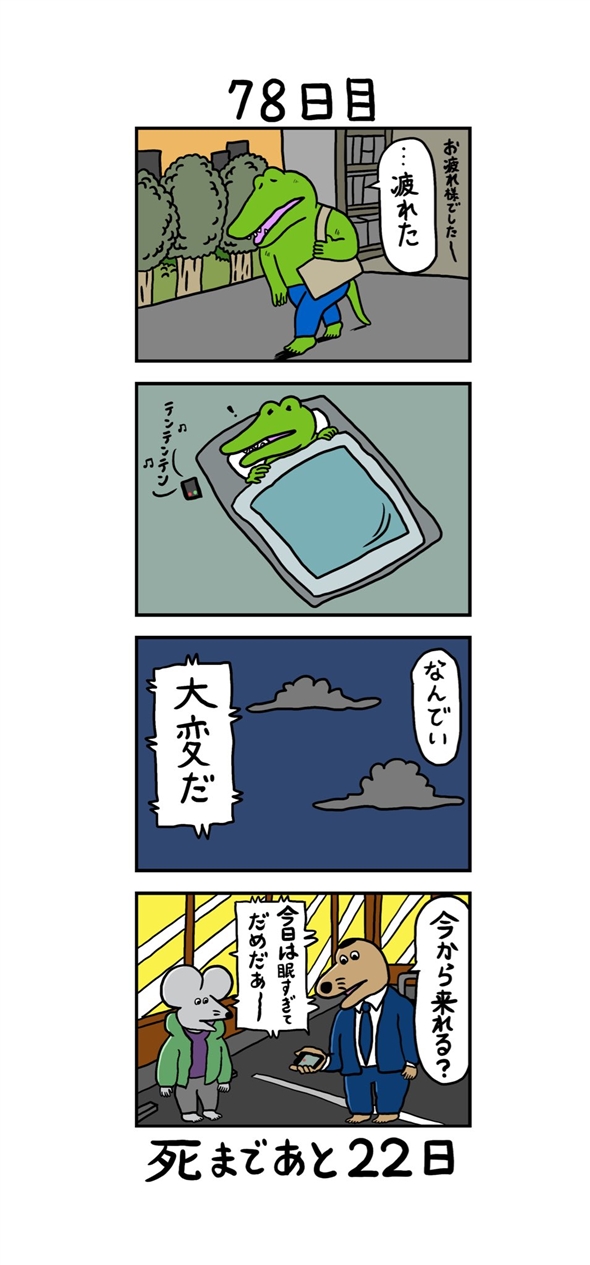 78日目
お疲れ様でしたー
…疲れた
！
テンテンテンテン
♫
♫
なんでい
大変だ
今から来れる？
今日は眠すぎて
だめだぁー
死まであと22日